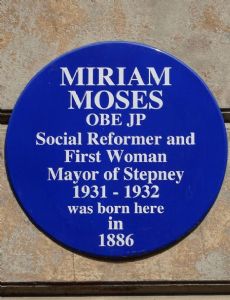 MIRIAM
MOSES
OBE JP
Social Reformer and
First Woman
Mayor of Stepney
1931 - 1932
was born here
in
1886